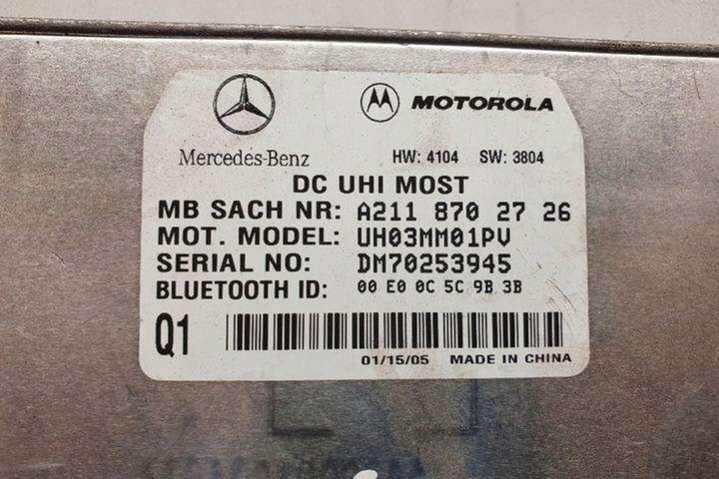 MOTOROLA
Mercedes-Benz
HW: 4104 SW: 3804
DC UHI MOST
MB SACH NR: A211 870 27 26
MOT. MODEL: UH03MM01PV
SERIAL NO: DM70253945
BLUETOOTH ID: 00 E0 0C 5C 9B 3B
Q1
01/15/05 MADE IN CHINA